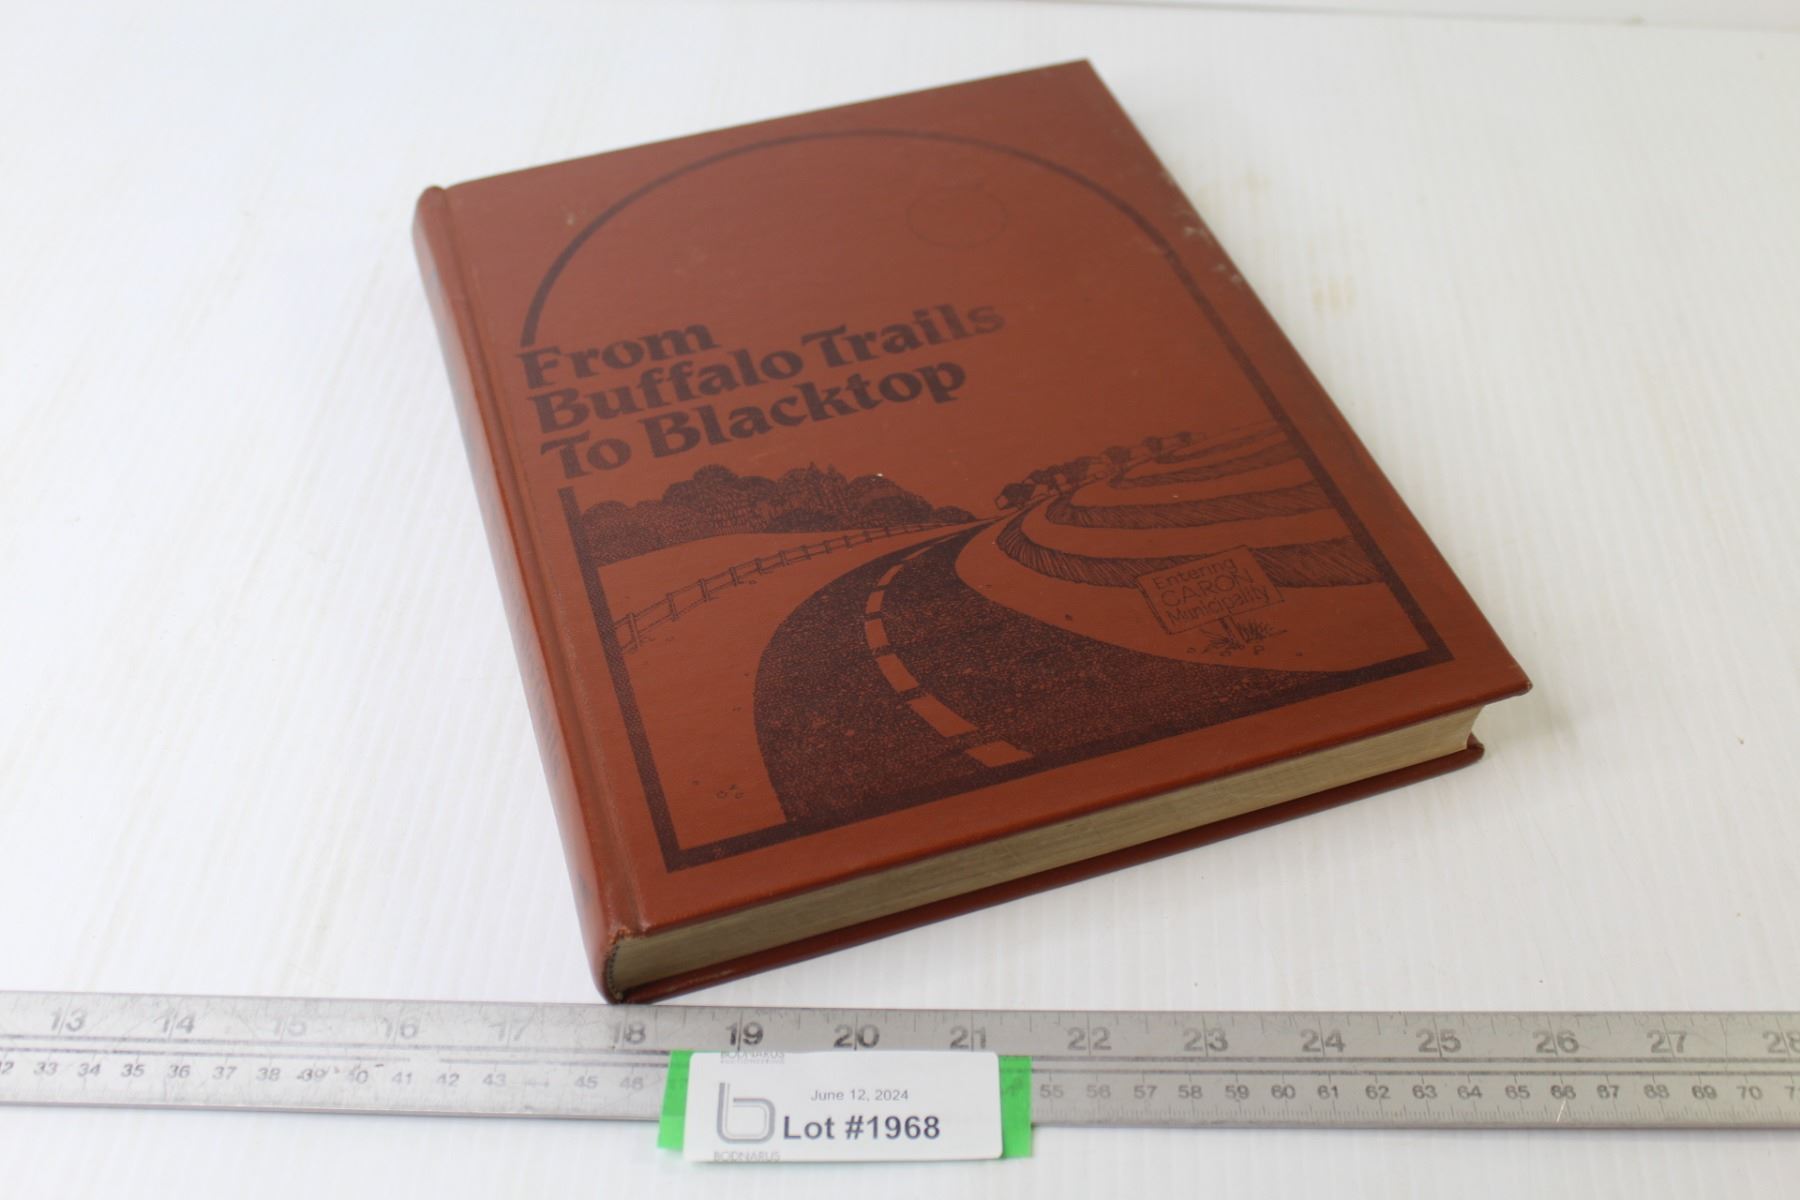 From
Buffalo Trails
To Blacktop
Entering
CARON
Municipality
13 14 15 16 17 18 19 20 21 22 23 24 25 26 27 28
33 34 35 36 37 38 39 40 41 42 43 45 46 55 56 57 58 59 60 61 62 63 64 65 66 67 68 69 70
BODNARUS
June 12, 2024
Lot #1968
BODNARUS